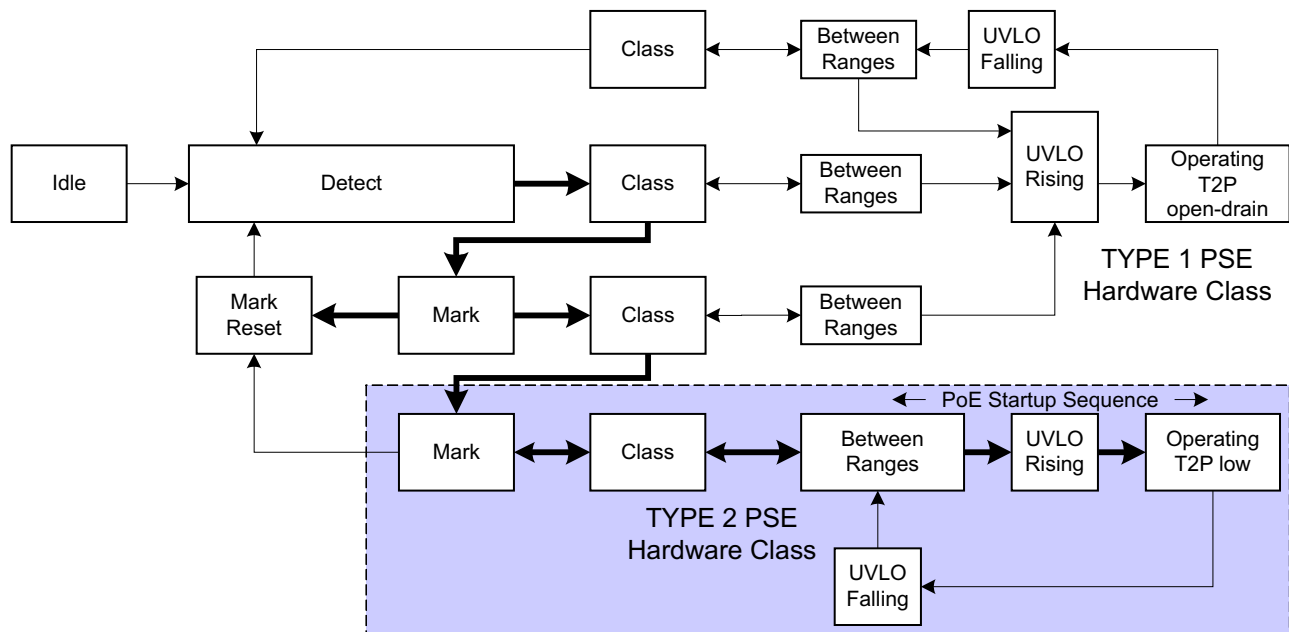 Class
Between
Ranges
UVLO
Falling
Idle
Detect
Class
Between
Ranges
UVLO
Rising
Operating
T2P
open-drain
TYPE 1 PSE
Hardware Class
Mark
Reset
Mark
Class
Between
Ranges
PoE Startup Sequence
Mark
Class
Between
Ranges
UVLO
Rising
Operating
T2P low
TYPE 2 PSE
Hardware Class
UVLO
Falling